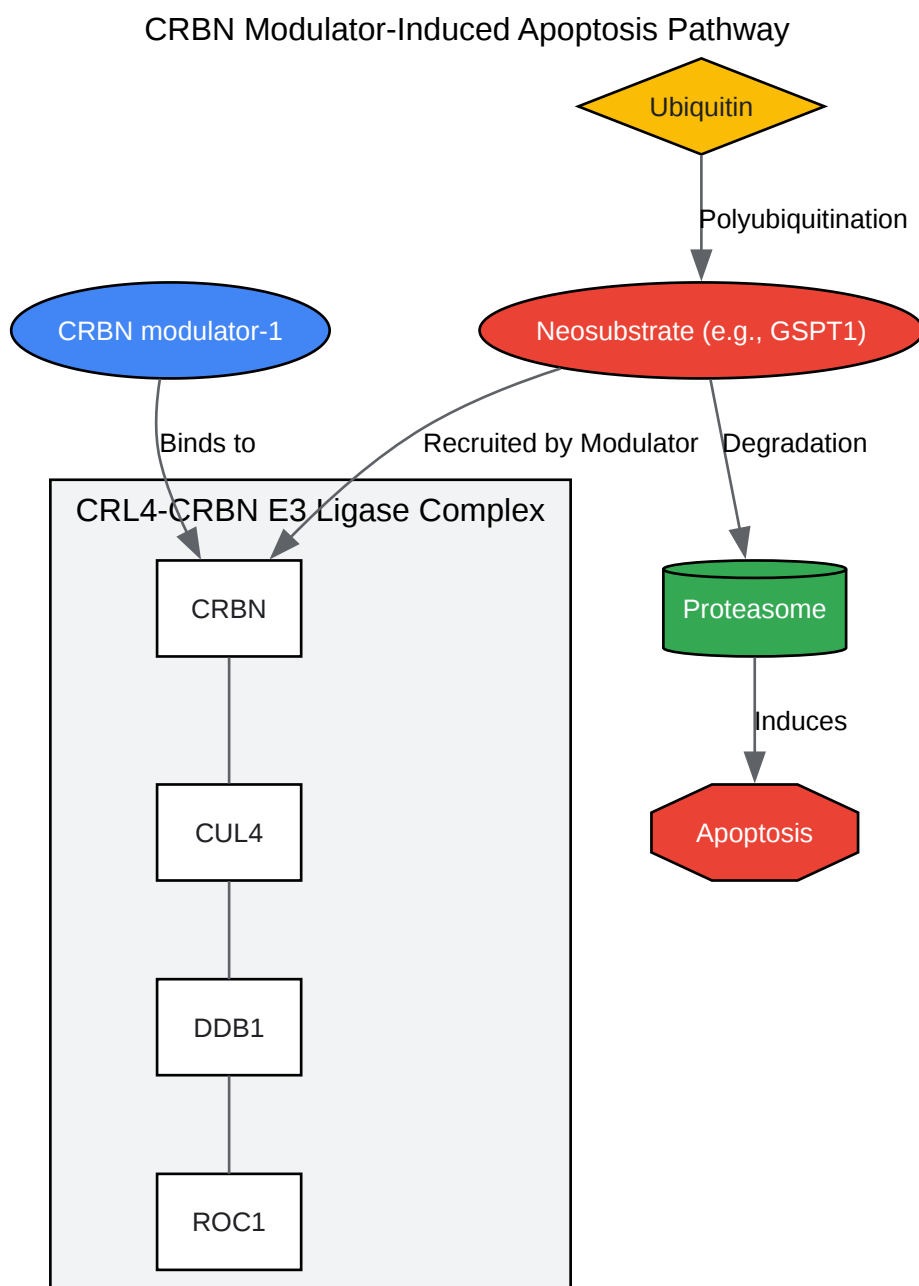 CRBN Modulator-Induced Apoptosis Pathway
Ubiquitin
Polyubiquitination
CRBN modulator-1
Neosubstrate (e.g., GSPT1)
Binds to
Recruited by Modulator
Degradation
CRL4-CRBN E3 Ligase Complex
CRBN
Proteasome
Induces
CUL4
Apoptosis
DDB1
ROC1